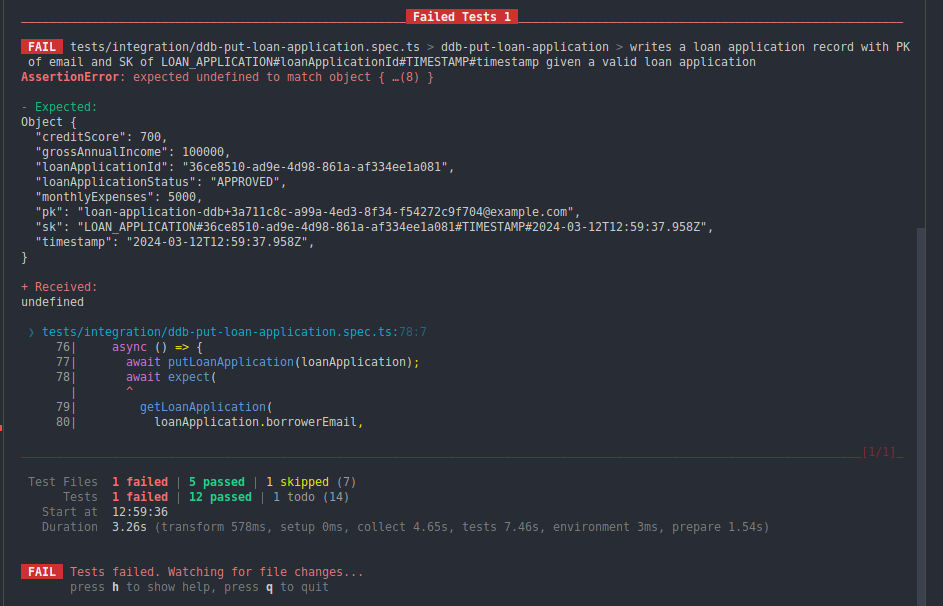 Failed Tests 1
FAIL tests/integration/ddb-put-loan-application.spec.ts > ddb-put-loan-application > writes a loan application record with PK
of email and SK of LOAN_APPLICATION#loanApplicationId#TIMESTAMP#timestamp given a valid loan application
AssertionError: expected undefined to match object { …(8) }
- Expected:
Object {
"creditScore": 700,
"grossAnnualIncome": 100000,
"loanApplicationId": "36ce8510-ad9e-4d98-861a-af334ee1a081",
"loanApplicationStatus": "APPROVED",
"monthlyExpenses": 5000,
"pk": "loan-application-ddb+3a711c8c-a99a-4ed3-8f34-f54272c9f704@example.com",
"sk": "LOAN_APPLICATION#36ce8510-ad9e-4d98-861a-af334ee1a081#TIMESTAMP#2024-03-12T12:59:37.958Z",
"timestamp": "2024-03-12T12:59:37.958Z",
}
+ Received:
undefined
❯ tests/integration/ddb-put-loan-application.spec.ts:78:7
76| async () => {
77| await putLoanApplication(loanApplication);
78| await expect(
| ^
79| getLoanApplication(
80| loanApplication.borrowerEmail,
[1/1]
Test Files 1 failed | 5 passed | 1 skipped (7)
Tests 1 failed | 12 passed | 1 todo (14)
Start at 12:59:36
Duration 3.26s (transform 578ms, setup 0ms, collect 4.65s, tests 7.46s, environment 3ms, prepare 1.54s)
FAIL Tests failed. Watching for file changes...
press h to show help, press q to quit